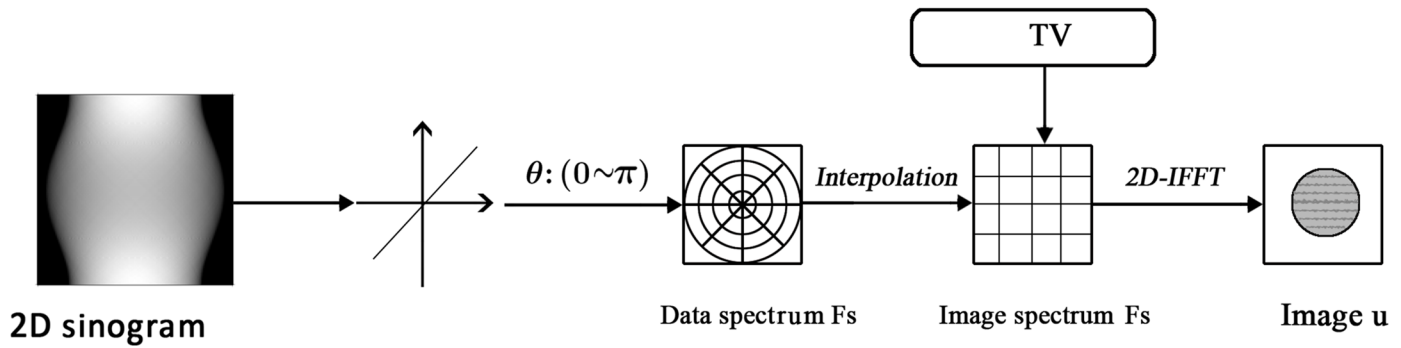 TV
θ: (0~π)
Interpolation
2D-IFFT
2D sinogram
Data spectrum Fs
Image spectrum Fs
Image u